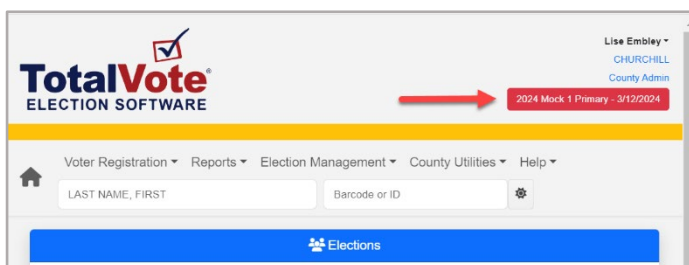 Lise Embley
CHURCHILL
County Admin
2024 Mock 1 Primary - 3/12/2024
TotalVote®
ELECTION SOFTWARE
Voter Registration Reports Election Management County Utilities Help
LAST NAME, FIRST Barcode or ID
Elections